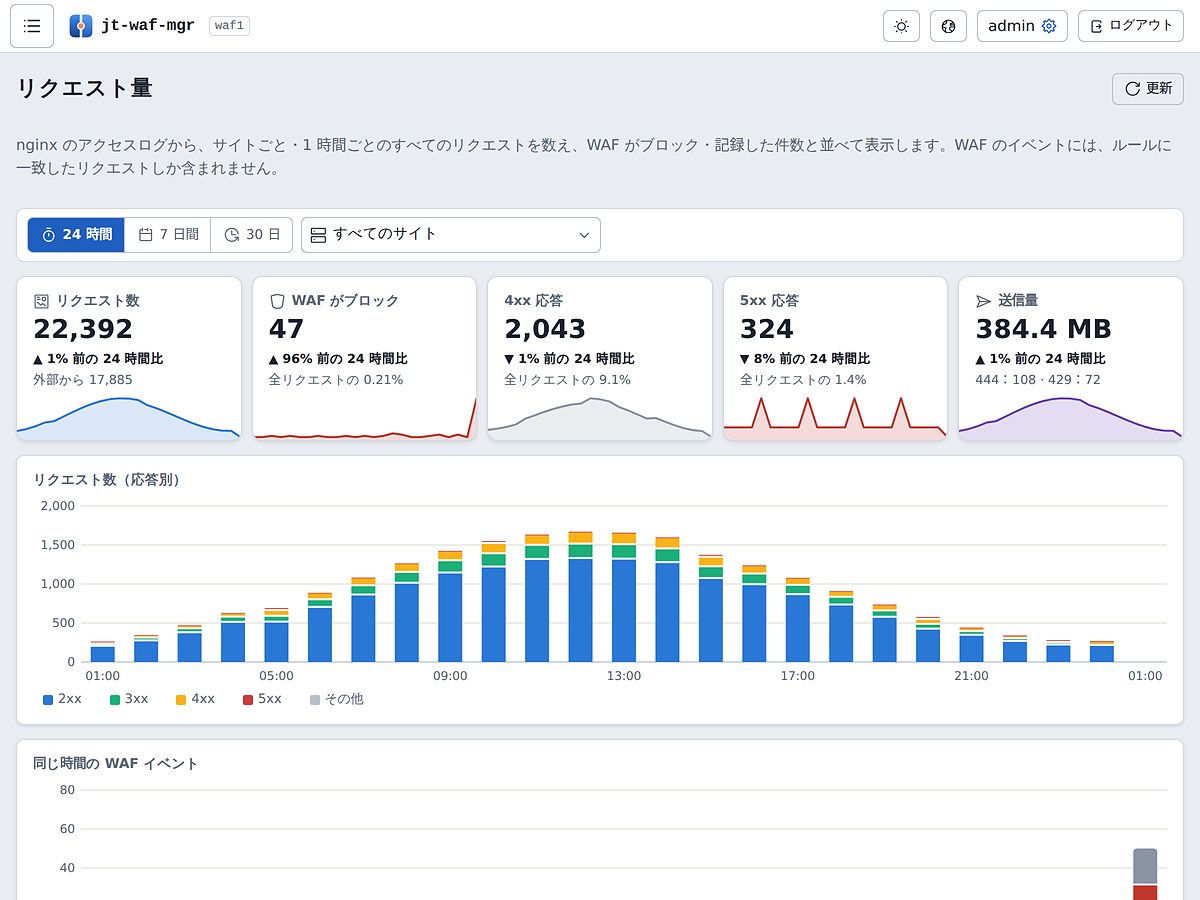 jt-waf-mgr waf1 admin ログアウト
リクエスト量
更新
nginx のアクセスログから、サイトごと・1 時間ごとのすべてのリクエストを数え、WAF がブロック・記録した件数と並べて表示します。WAF のイベントには、ルールに
一致したリクエストしか含まれません。
24 時間 7 日間 30 日 すべてのサイト
リクエスト数
22,392
▲ 1% 前の 24 時間比
外部から 17,885
WAF がブロック
47
▲ 96% 前の 24 時間比
全リクエストの 0.21%
4xx 応答
2,043
▼ 1% 前の 24 時間比
全リクエストの 9.1%
5xx 応答
324
▼ 8% 前の 24 時間比
全リクエストの 1.4%
送信量
384.4 MB
▲ 1% 前の 24 時間比
444：108 · 429：72
リクエスト数（応答別）
2,000
1,500
1,000
500
0
01:00 05:00 09:00 13:00 17:00 21:00 01:00
2xx 3xx 4xx 5xx その他
同じ時間の WAF イベント
80
60
40